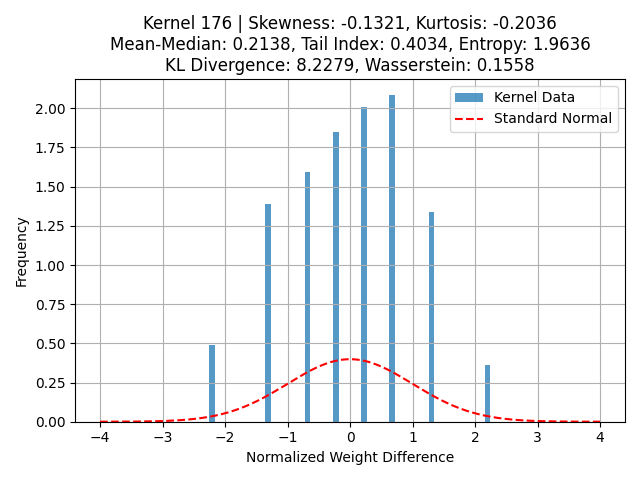 Kernel 176 | Skewness: -0.1321, Kurtosis: -0.2036
Mean-Median: 0.2138, Tail Index: 0.4034, Entropy: 1.9636
KL Divergence: 8.2279, Wasserstein: 0.1558
Kernel Data
Standard Normal
2.00
1.75
1.50
1.25
1.00
0.75
0.50
0.25
0.00
Frequency
−4 −3 −2 −1 0 1 2 3 4
Normalized Weight Difference